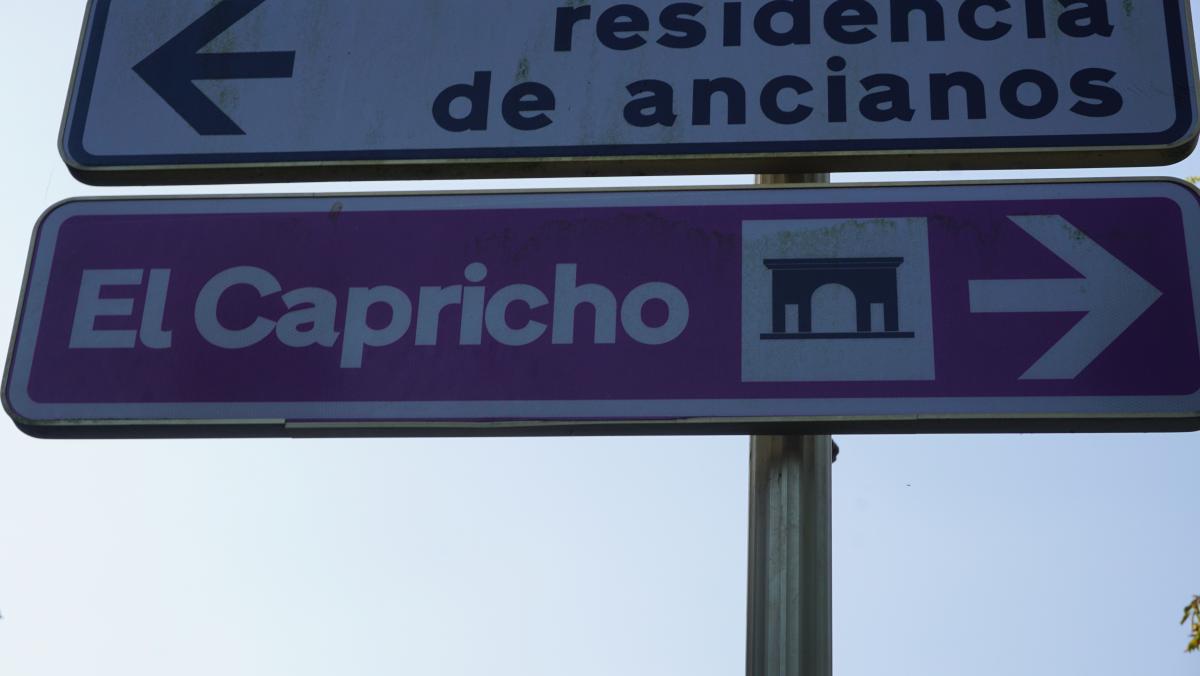 residencia
de ancianos
El Capricho